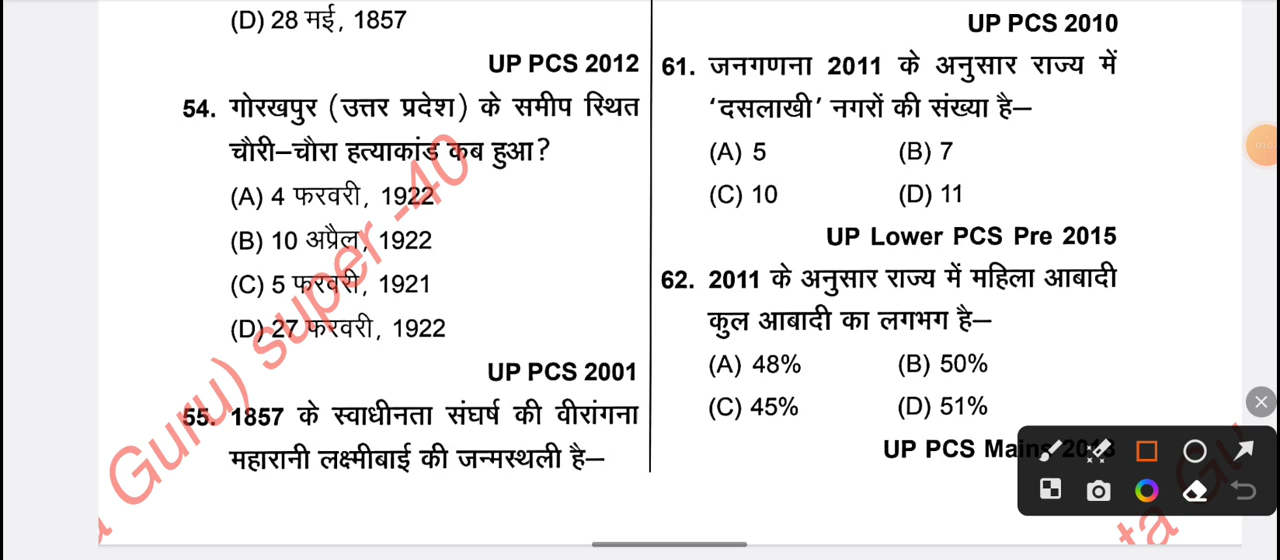 (D) 28 मई, 1857
UP PCS 2012
54. गोरखपुर (उत्तर प्रदेश) के समीप स्थित
चौरी–चौरा हत्याकांड कब हुआ?
(A) 4 फरवरी, 1922
(B) 10 अप्रैल, 1922
(C) 5 फरवरी, 1921
(D) 27 फरवरी, 1922
UP PCS 2001
55. 1857 के स्वाधीनता संघर्ष की वीरांगना
महारानी लक्ष्मीबाई की जन्मस्थली है–
UP PCS 2010
61. जनगणना 2011 के अनुसार राज्य में
'दसलाखी' नगरों की संख्या है–
(A) 5 (B) 7
(C) 10 (D) 11
UP Lower PCS Pre 2015
62. 2011 के अनुसार राज्य में महिला आबादी
कुल आबादी का लगभग है–
(A) 48% (B) 50%
(C) 45% (D) 51%
UP PCS Mains
Guru) super -40